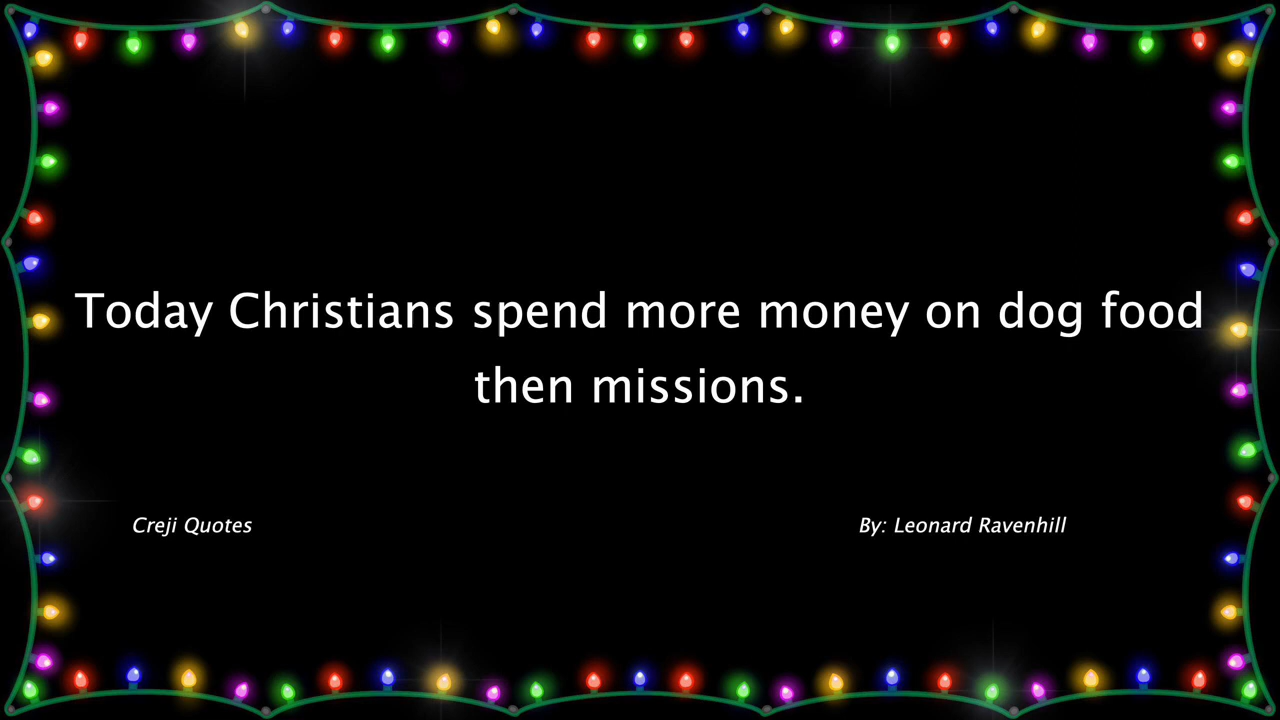 Today Christians spend more money on dog food
then missions.
Creji Quotes
By: Leonard Ravenhill